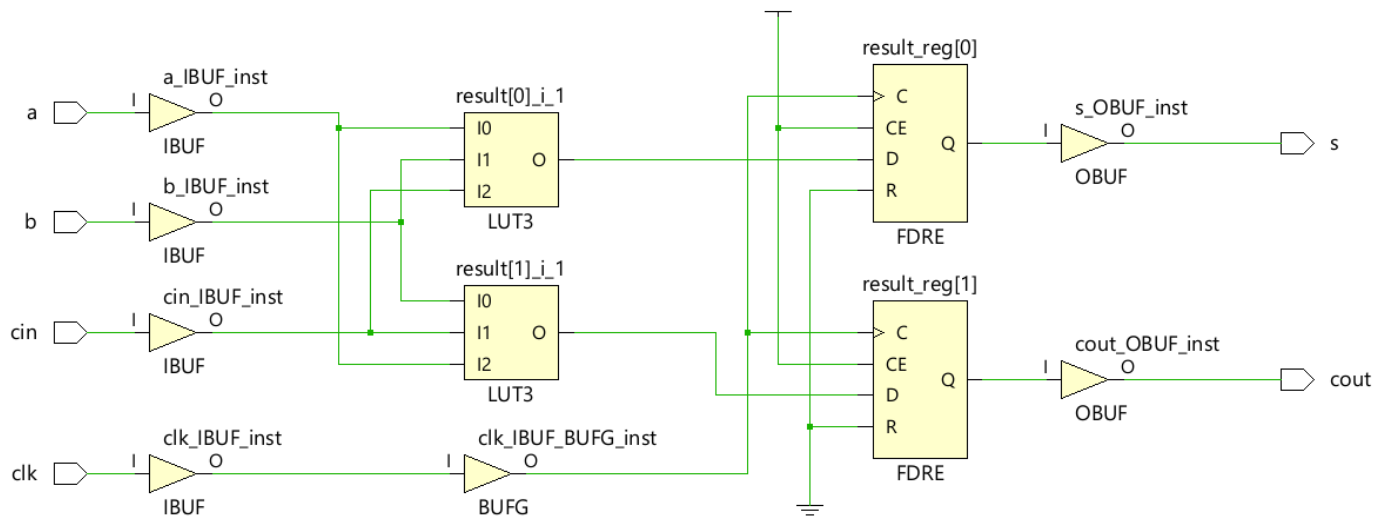 a
I
a_IBUF_inst
O
IBUF
b
I
b_IBUF_inst
O
IBUF
cin
I
cin_IBUF_inst
O
IBUF
clk
I
clk_IBUF_inst
O
IBUF
result[0]_i_1
I0
I1
I2
O
LUT3
result[1]_i_1
I0
I1
I2
O
LUT3
clk_IBUF_BUFG_inst
I
O
BUFG
result_reg[0]
C
CE
D
R
Q
FDRE
result_reg[1]
C
CE
D
R
Q
FDRE
s_OBUF_inst
I
O
OBUF
s
cout_OBUF_inst
I
O
OBUF
cout